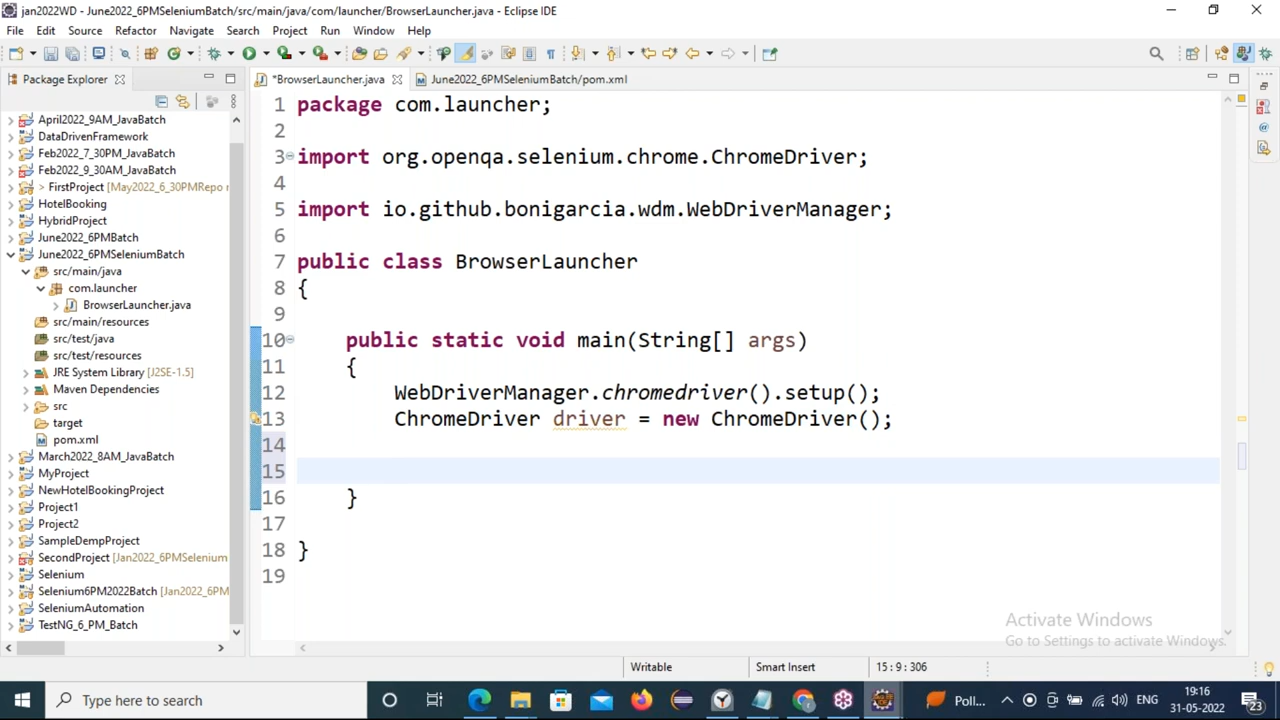 jan2022WD - June2022_6PMSeleniumBatch/src/main/java/com/launcher/BrowserLauncher.java - Eclipse IDE
File Edit Source Refactor Navigate Search Project Run Window Help
Package Explorer
*BrowserLauncher.java
June2022_6PMSeleniumBatch/pom.xml
April2022_9AM_JavaBatch
DataDrivenFramework
Feb2022_7_30PM_JavaBatch
Feb2022_9_30AM_JavaBatch
> FirstProject [May2022_6_30PMRepo
HotelBooking
HybridProject
June2022_6PMBatch
June2022_6PMSeleniumBatch
src/main/java
com.launcher
BrowserLauncher.java
src/main/resources
src/test/java
src/test/resources
JRE System Library [J2SE-1.5]
Maven Dependencies
src
target
pom.xml
March2022_8AM_JavaBatch
MyProject
NewHotelBookingProject
Project1
Project2
SampleDempProject
SecondProject [Jan2022_6PMSelenium
Selenium
Selenium6PM2022Batch [Jan2022_6PM
SeleniumAutomation
TestNG_6_PM_Batch
1 package com.launcher;
2
3 import org.openqa.selenium.chrome.ChromeDriver;
4
5 import io.github.bonigarcia.wdm.WebDriverManager;
6
7 public class BrowserLauncher
8 {
9
10 public static void main(String[] args)
11 {
12 WebDriverManager.chromedriver().setup();
13 ChromeDriver driver = new ChromeDriver();
14
15
16 }
17
18 }
19
Activate Windows
Go to Settings to activate Windows.
Writable Smart Insert 15 : 9 : 306
Type here to search
Poll...
ENG
19:16
31-05-2022
23